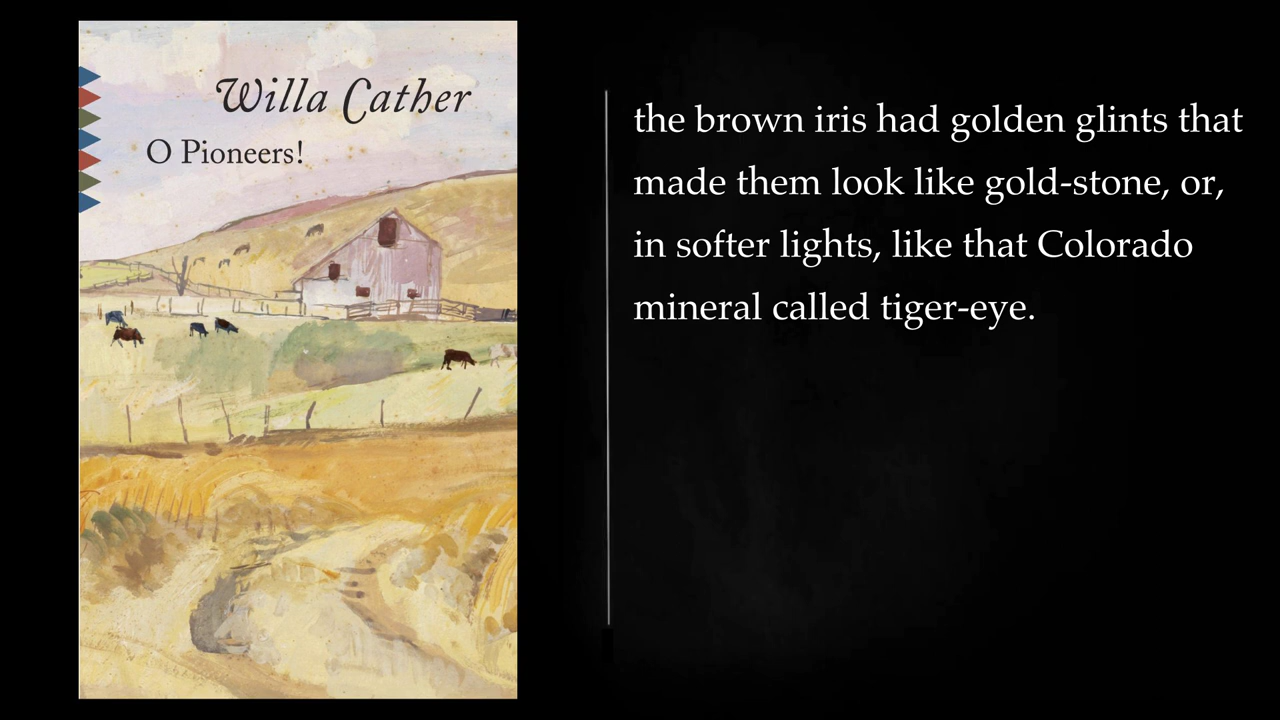 Willa Cather
O Pioneers!
the brown iris had golden glints that
made them look like gold-stone, or,
in softer lights, like that Colorado
mineral called tiger-eye.